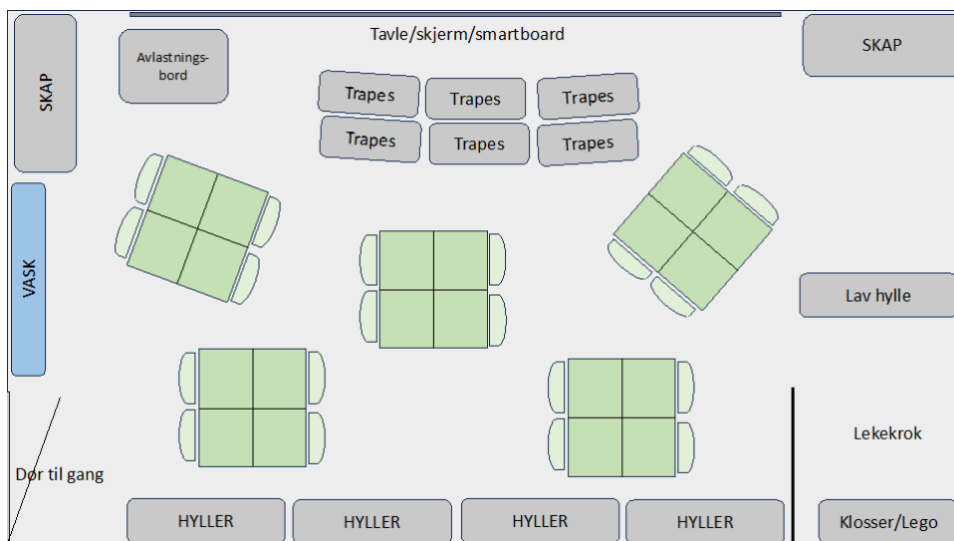 Tavle/skjerm/smartboard
SKAP
Avlastnings-
bord
SKAP
Trapes
Trapes
Trapes
Trapes
Trapes
Trapes
VASK
Lav hylle
Lekekrok
Dør til gang
HYLLER
HYLLER
HYLLER
HYLLER
Klosser/Lego